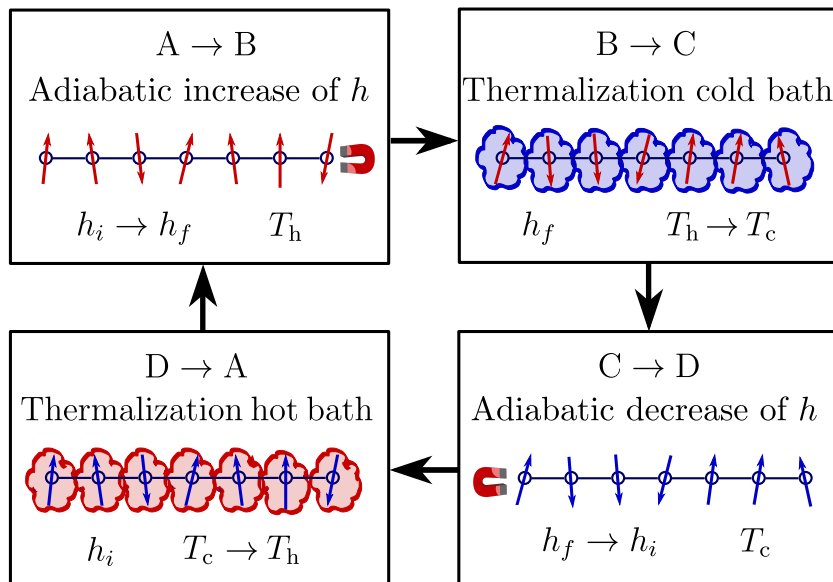 A → B
Adiabatic increase of h
h_i → h_f T_h
B → C
Thermalization cold bath
h_f T_h → T_c
D → A
Thermalization hot bath
h_i T_c → T_h
C → D
Adiabatic decrease of h
h_f → h_i T_c